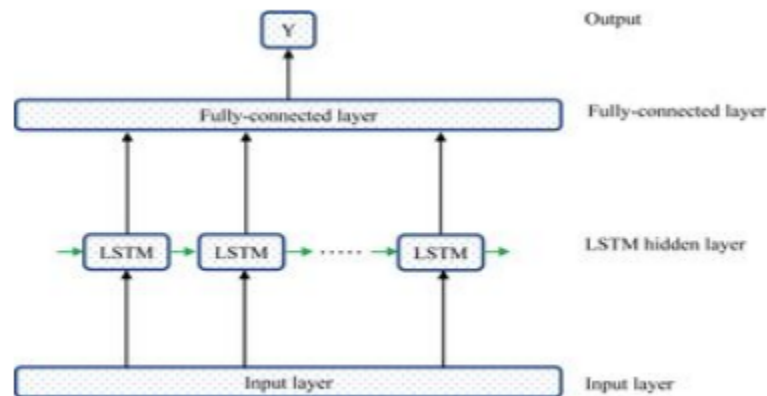 Y Output
Fully-connected layer Fully-connected layer
LSTM LSTM ..... LSTM LSTM hidden layer
Input layer Input layer